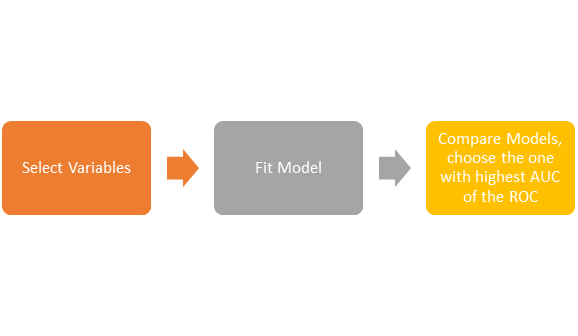 Select Variables
Fit Model
Compare Models,
choose the one
with highest AUC
of the ROC